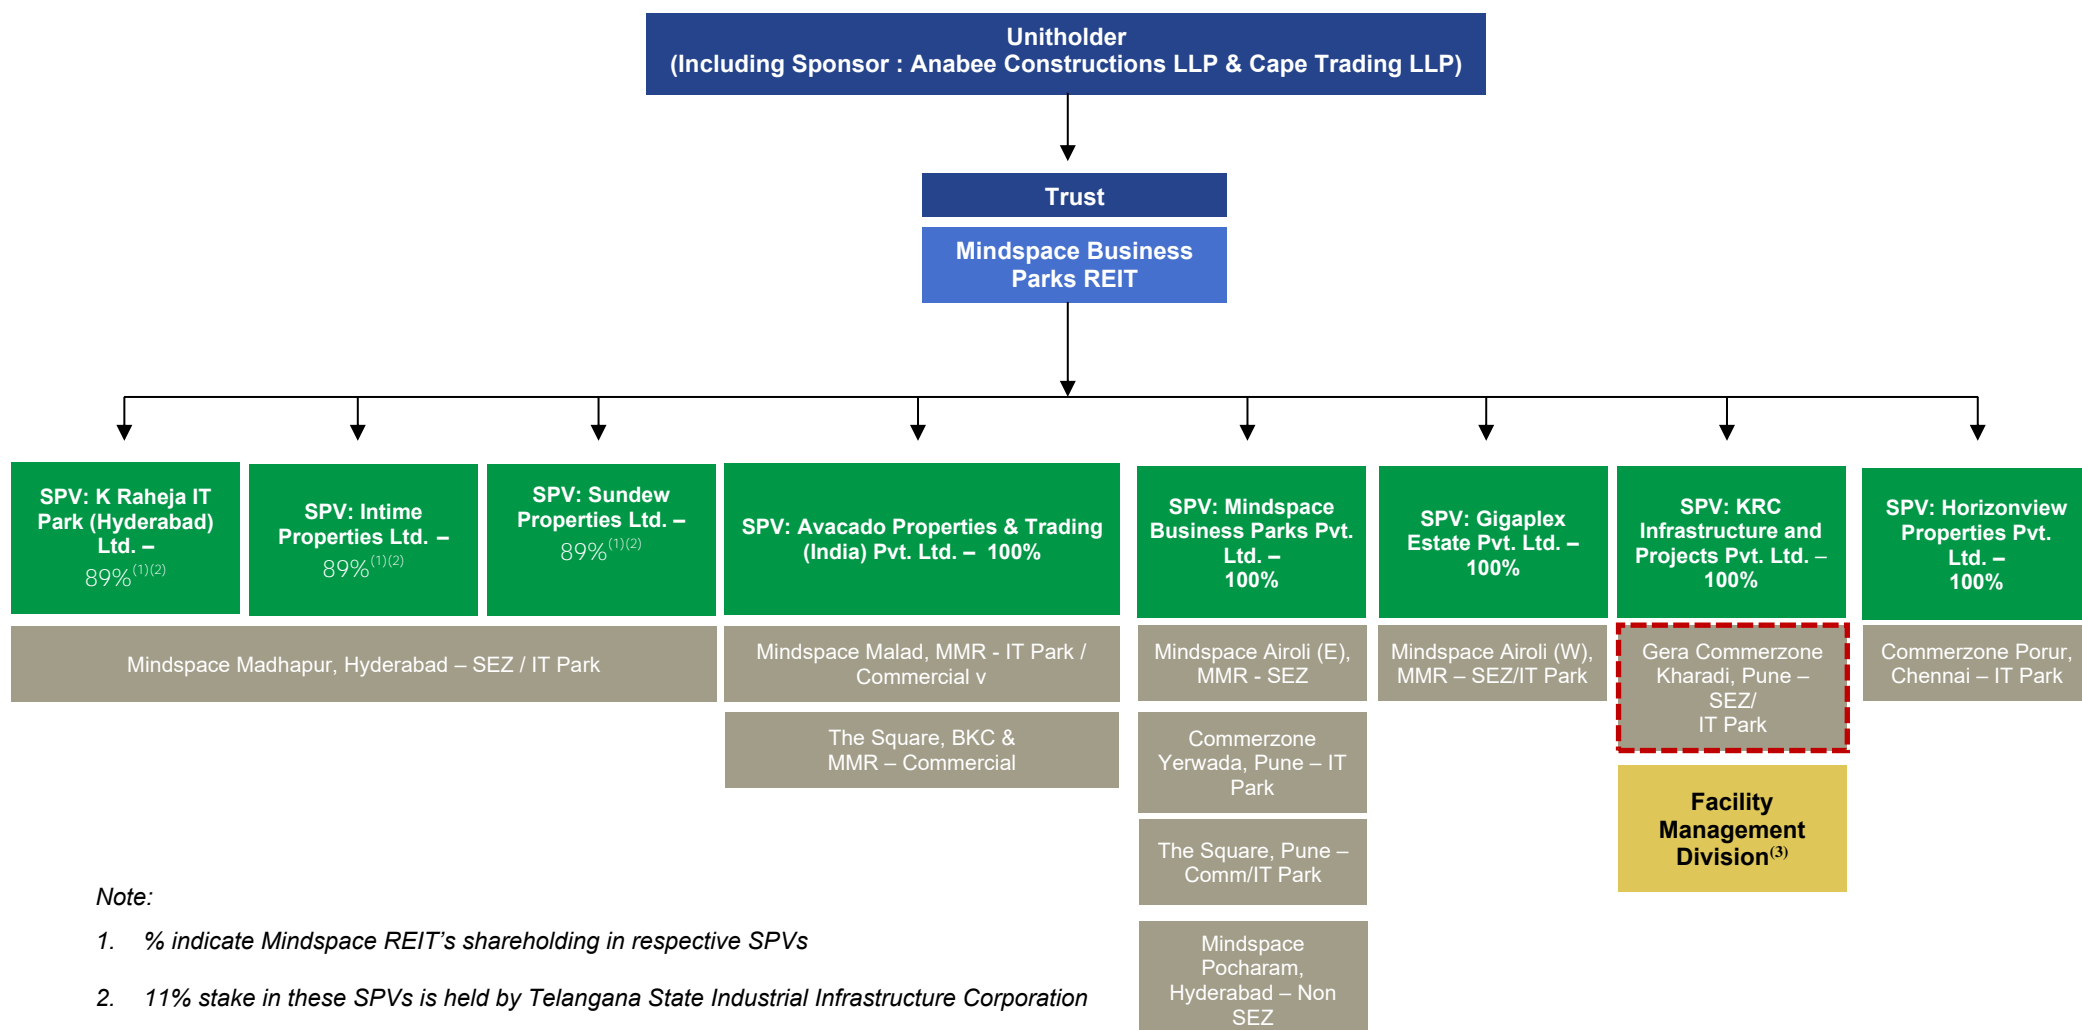 Unitholder
(Including Sponsor : Anabee Constructions LLP & Cape Trading LLP)
Trust
Mindspace Business
Parks REIT
SPV: K Raheja IT
Park (Hyderabad)
Ltd. –
89%(1)(2)
SPV: Intime
Properties Ltd. –
89%(1)(2)
SPV: Sundew
Properties Ltd. –
89%(1)(2)
SPV: Avacado Properties & Trading
(India) Pvt. Ltd. – 100%
SPV: Mindspace
Business Parks Pvt.
Ltd. –
100%
SPV: Gigaplex
Estate Pvt. Ltd. –
100%
SPV: KRC
Infrastructure and
Projects Pvt. Ltd. –
100%
SPV: Horizonview
Properties Pvt.
Ltd. –
100%
Mindspace Madhapur, Hyderabad – SEZ / IT Park
Mindspace Malad, MMR - IT Park /
Commercial v
The Square, BKC &
MMR – Commercial
Mindspace Airoli (E),
MMR - SEZ
Commerzone
Yerwada, Pune – IT
Park
The Square, Pune –
Comm/IT Park
Mindspace
Pocharam,
Hyderabad – Non
SEZ
Mindspace Airoli (W),
MMR – SEZ/IT Park
Gera Commerzone
Kharadi, Pune –
SEZ/
IT Park
Facility
Management
Division(3)
Commerzone Porur,
Chennai – IT Park
Note:
1. % indicate Mindspace REIT’s shareholding in respective SPVs
2. 11% stake in these SPVs is held by Telangana State Industrial Infrastructure Corporation